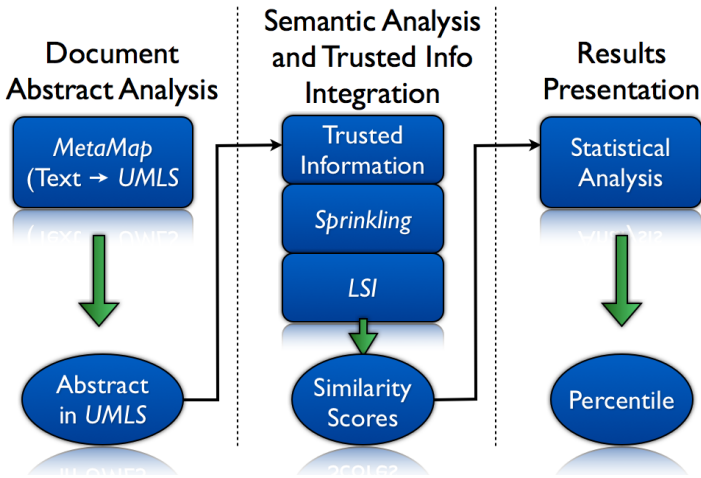 Document
Abstract Analysis
MetaMap
(Text → UMLS
Abstract
in UMLS
Semantic Analysis
and Trusted Info
Integration
Trusted
Information
Sprinkling
LSI
Similarity
Scores
Results
Presentation
Statistical
Analysis
Percentile